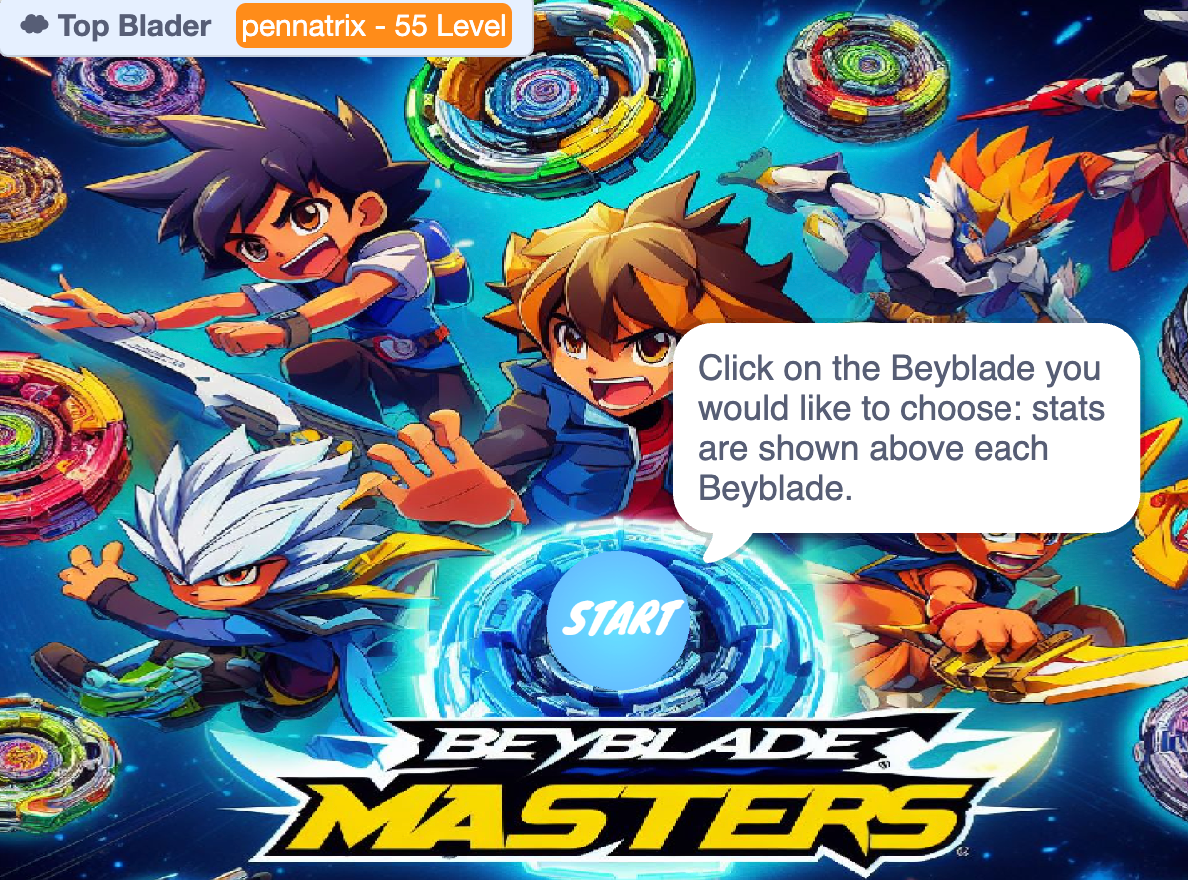 Top Blader pennatrix - 55 Level
Click on the Beyblade you
would like to choose: stats
are shown above each
Beyblade.
START
BEYBLADE
MASTERS